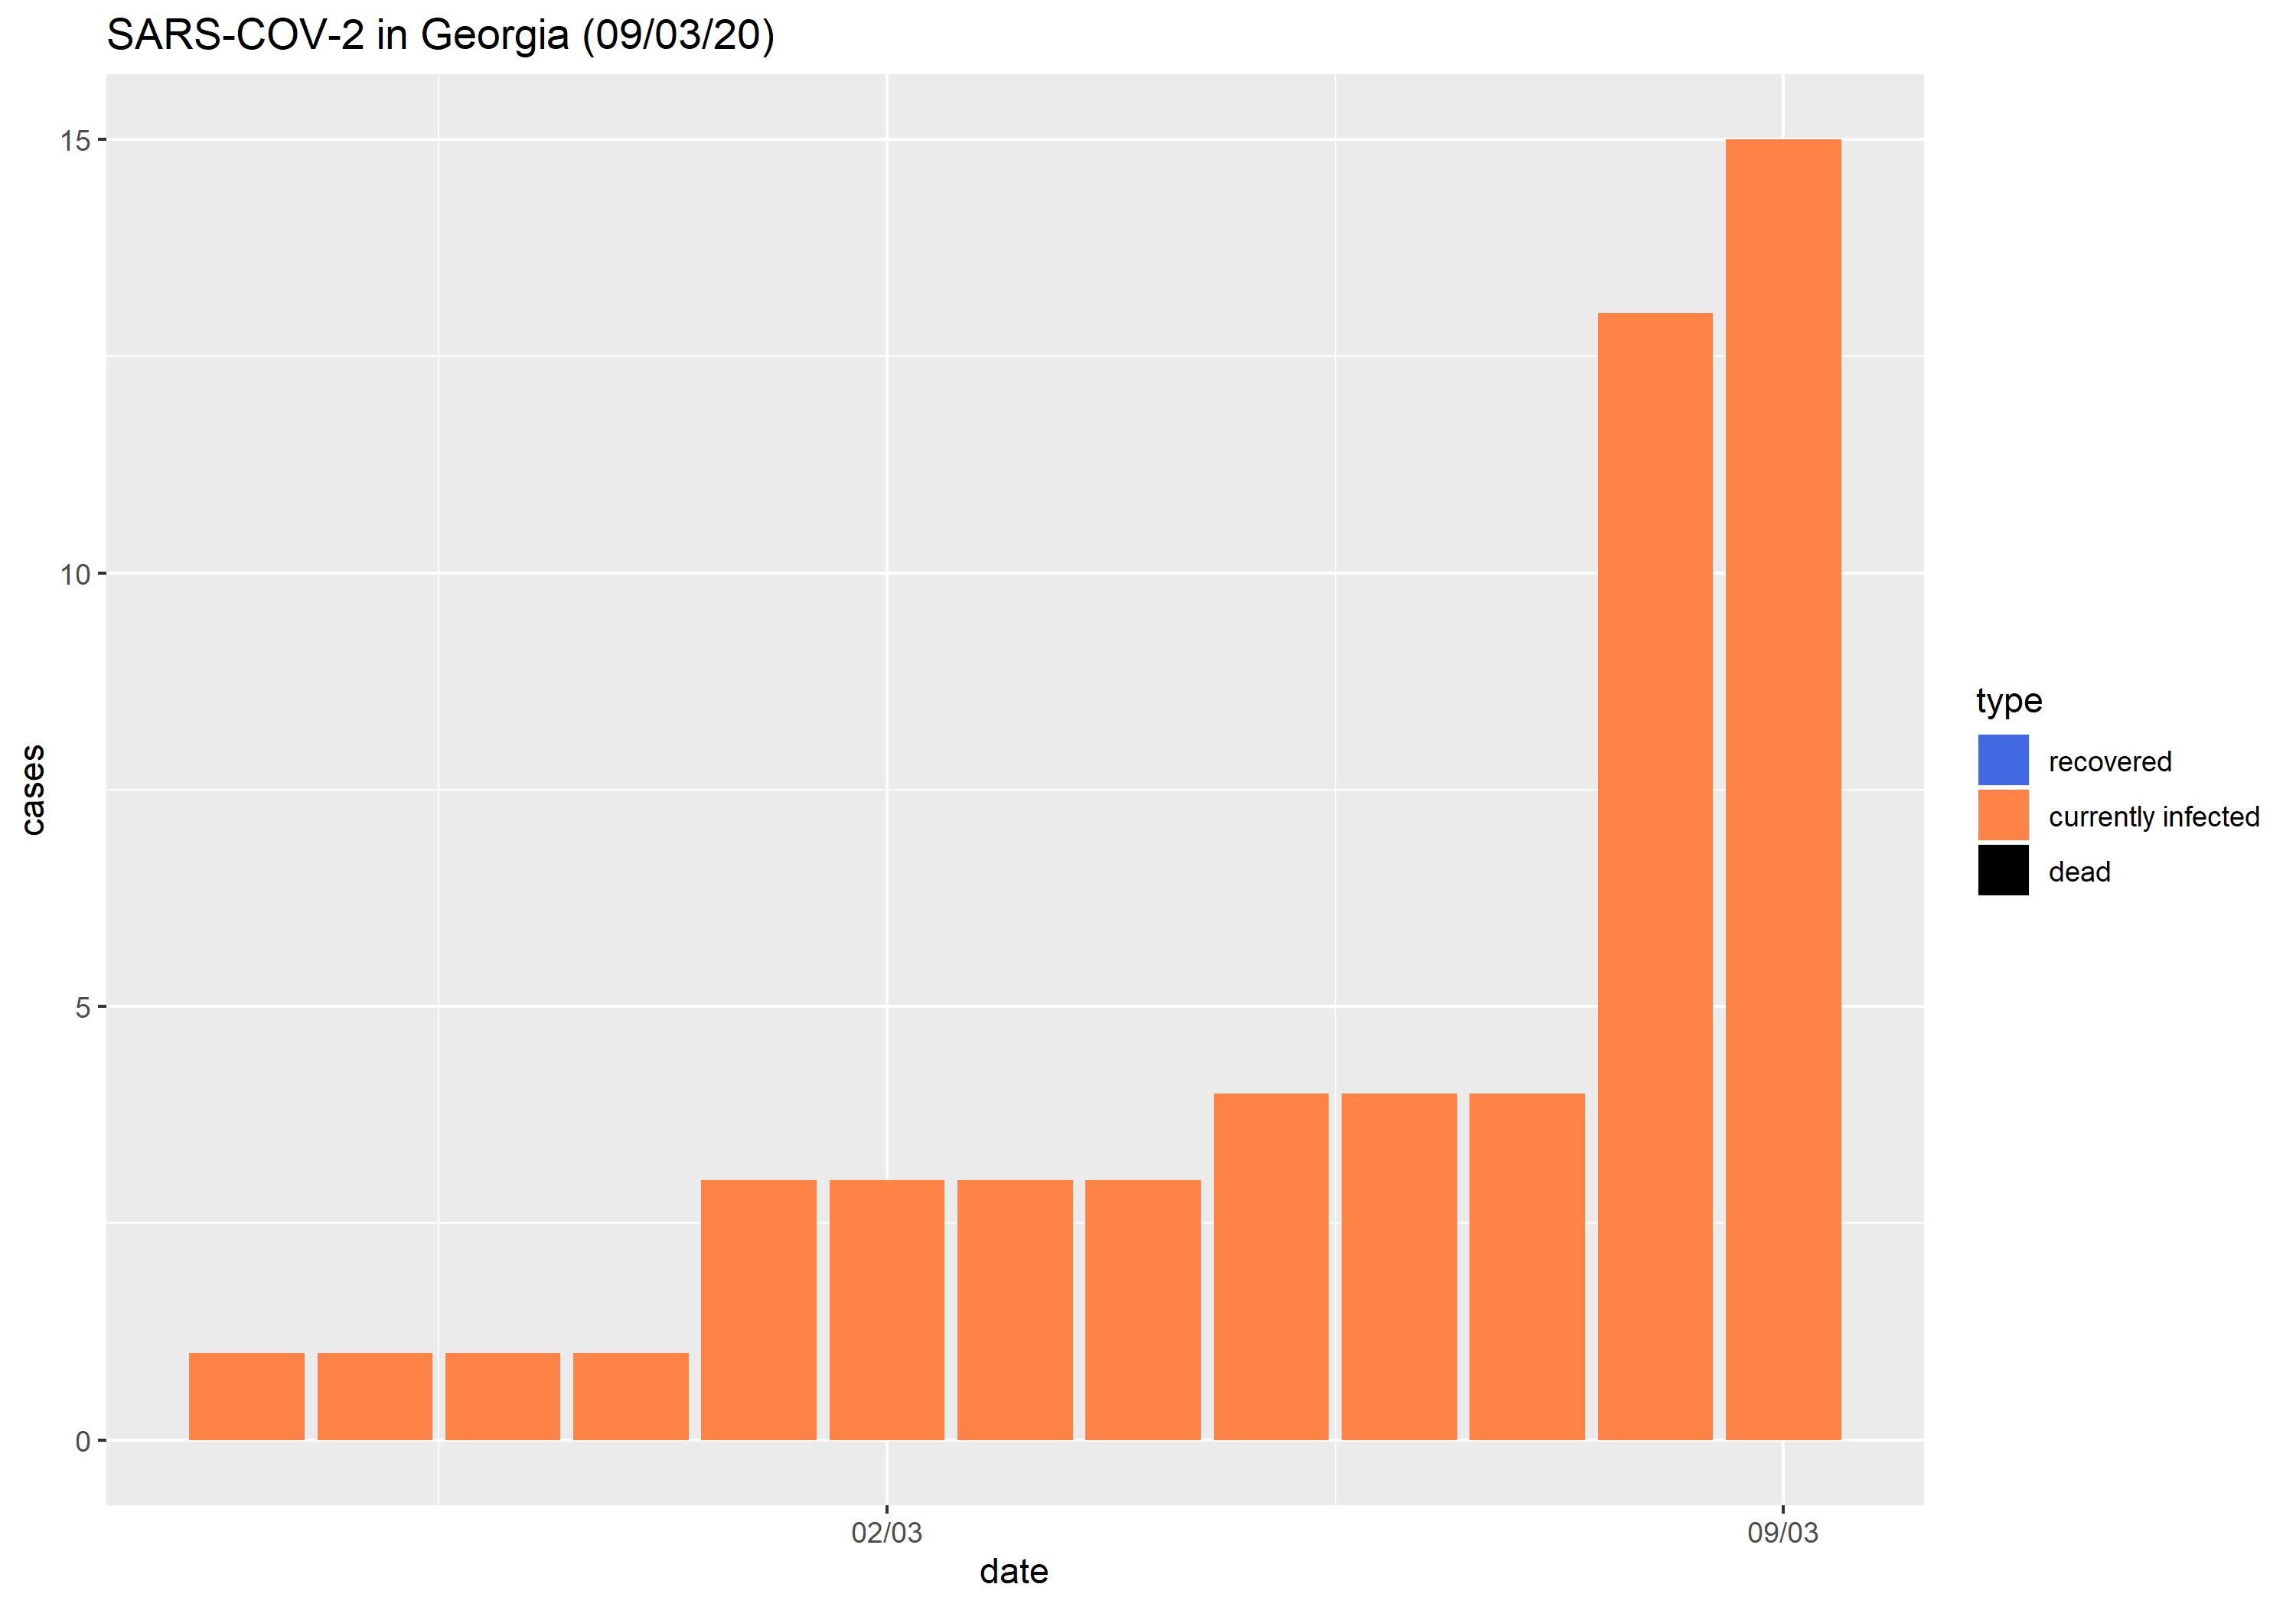 SARS-COV-2 in Georgia (09/03/20)
15
10
5
0
cases
02/03
09/03
date
type
recovered
currently infected
dead